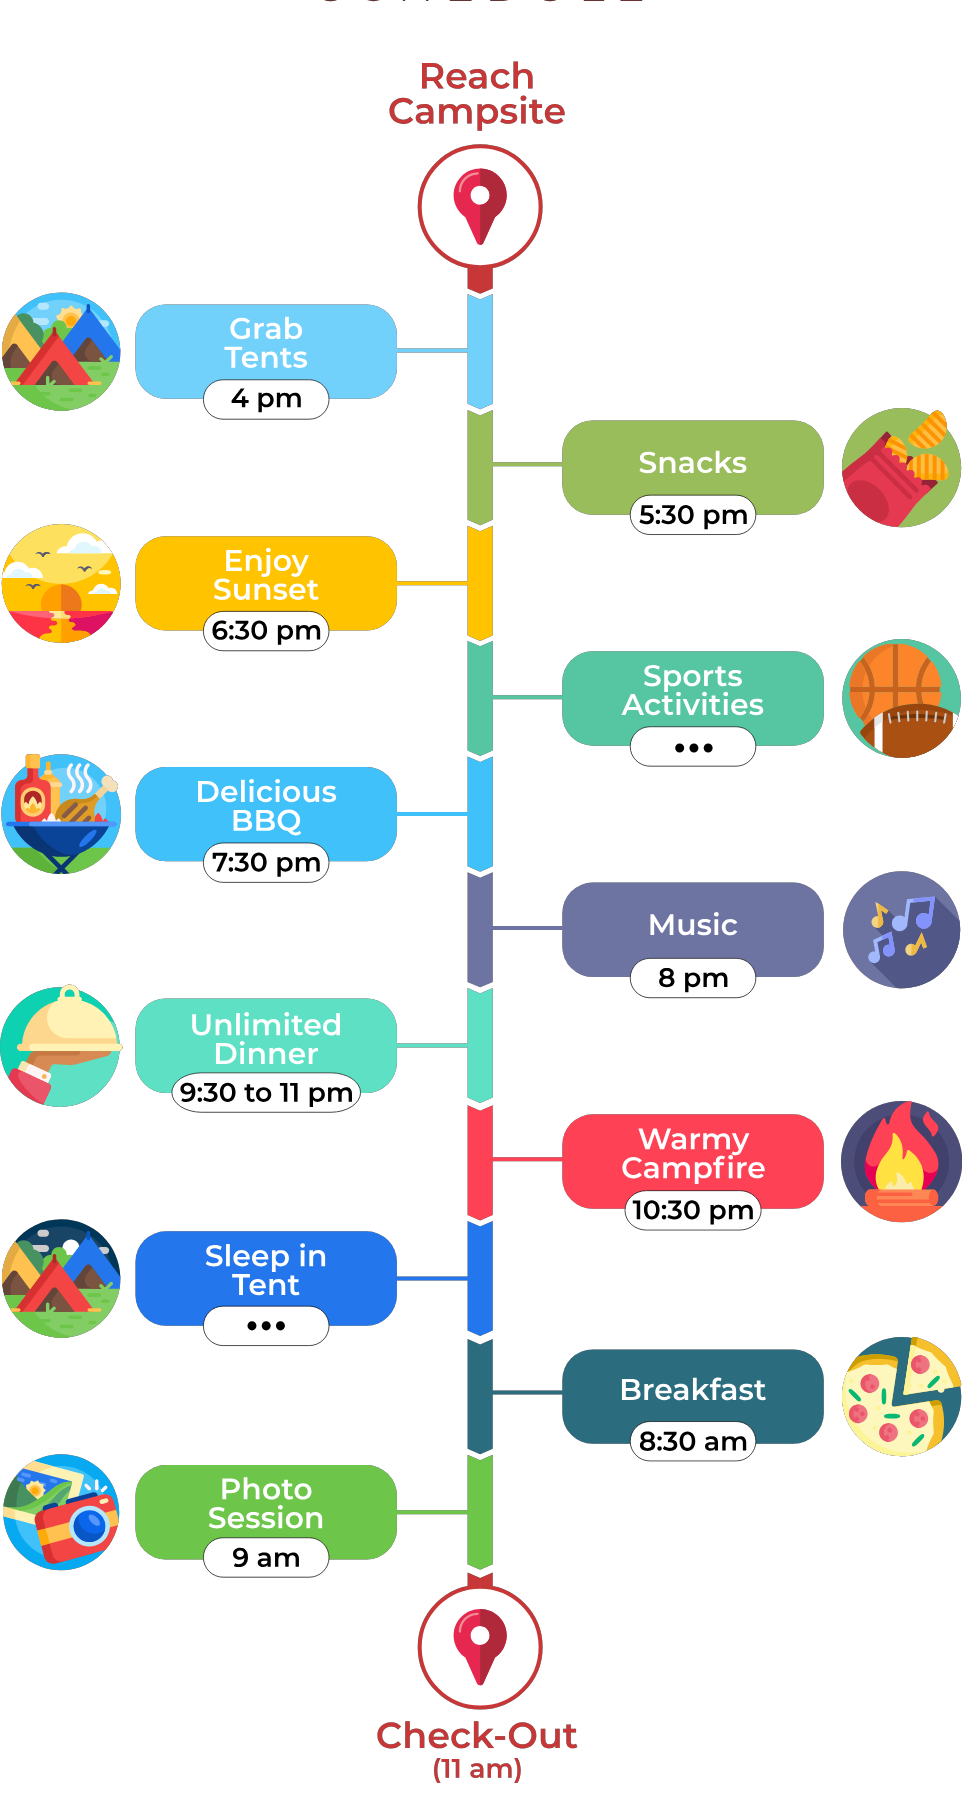 Reach
Campsite
Grab
Tents
4 pm
Snacks
5:30 pm
Enjoy
Sunset
6:30 pm
Sports
Activities
•••
Delicious
BBQ
7:30 pm
Music
8 pm
Unlimited
Dinner
9:30 to 11 pm
Warmy
Campfire
10:30 pm
Sleep in
Tent
•••
Breakfast
8:30 am
Photo
Session
9 am
Check-Out
(11 am)